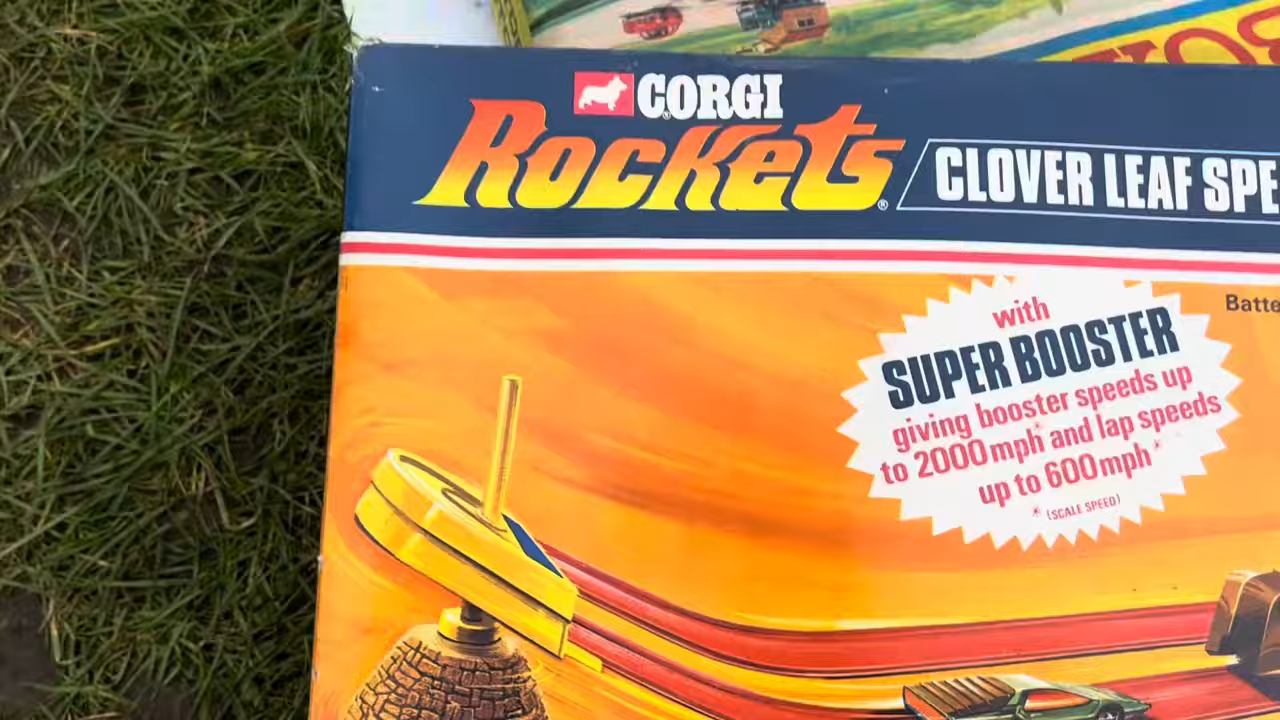 CORGI
Rockets®
CLOVER LEAF SPE
with
SUPER BOOSTER
giving booster speeds up
to 2000mph* and lap speeds
up to 600mph*
* (SCALE SPEED)
Batte